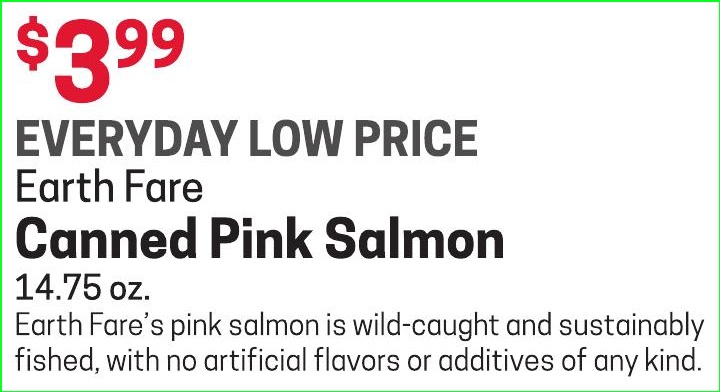 $3.99
EVERYDAY LOW PRICE
Earth Fare
Canned Pink Salmon
14.75 oz.
Earth Fare’s pink salmon is wild-caught and sustainably
fished, with no artificial flavors or additives of any kind.